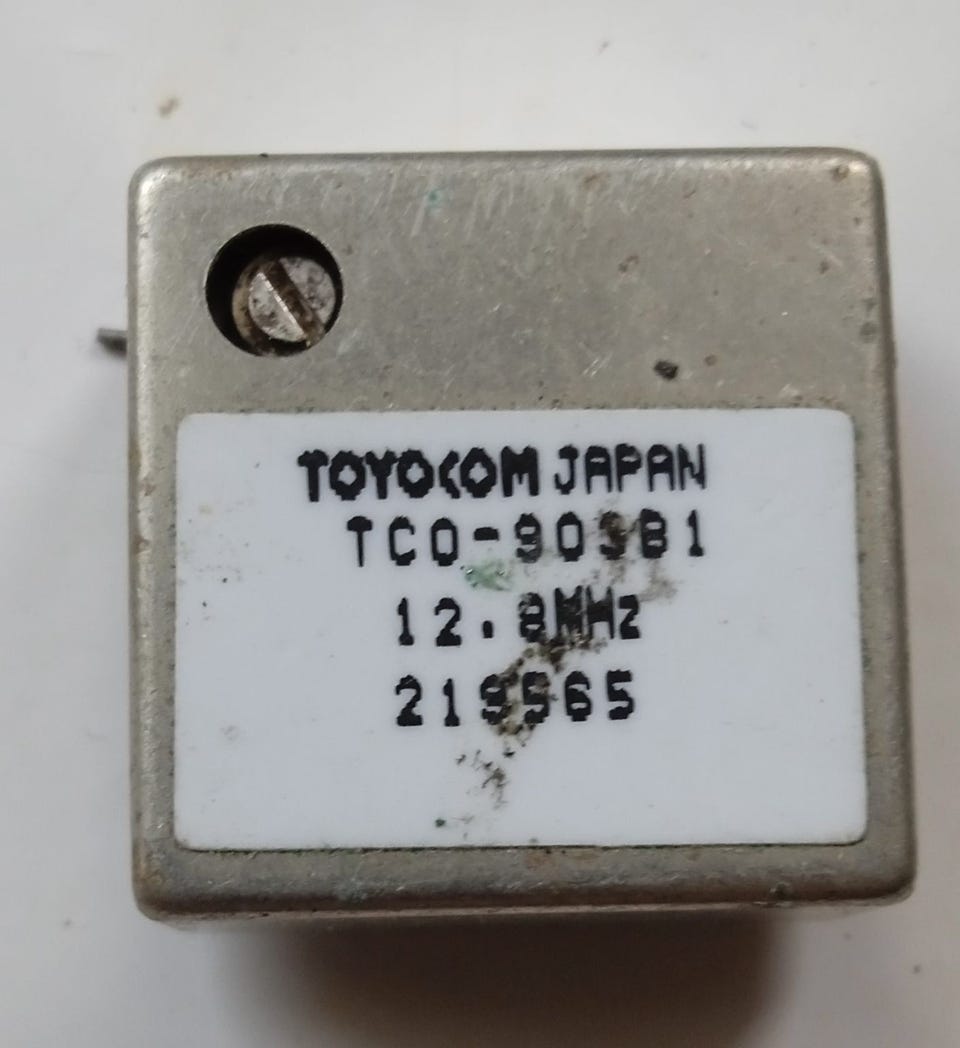 TOYOCOM JAPAN
TCO-903B1
12.8MHz
219565